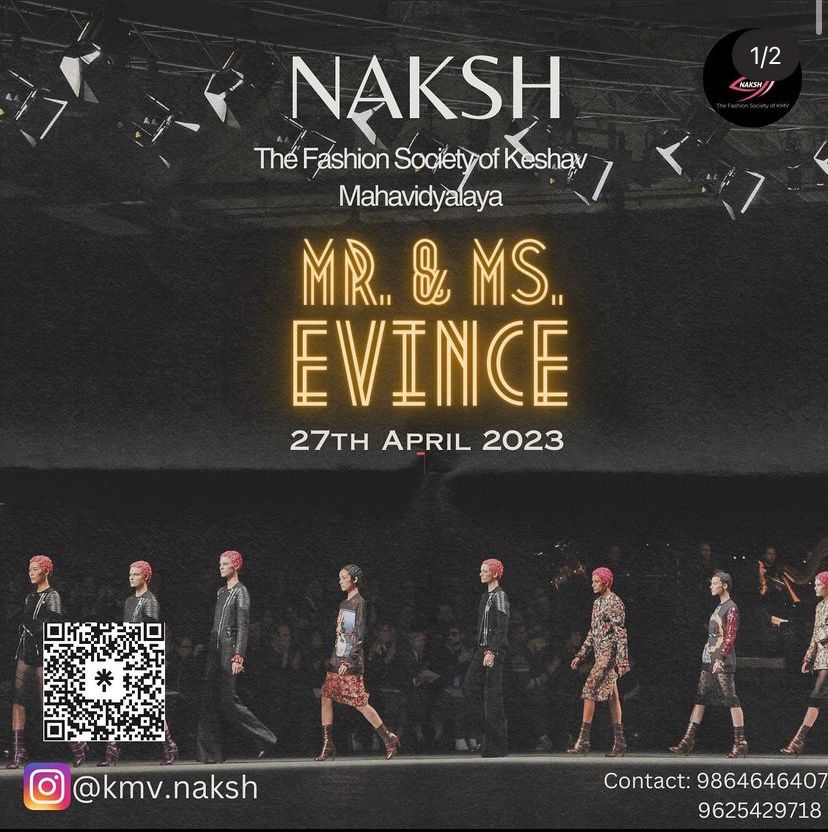 NAKSH
1/2
NAKSH
The Fashion Society of KMV
The Fashion Society of Keshav
Mahavidyalaya
MR. & MS.
EVINCE
27TH APRIL 2023
@kmv.naksh
Contact: 9864646407
9625429718